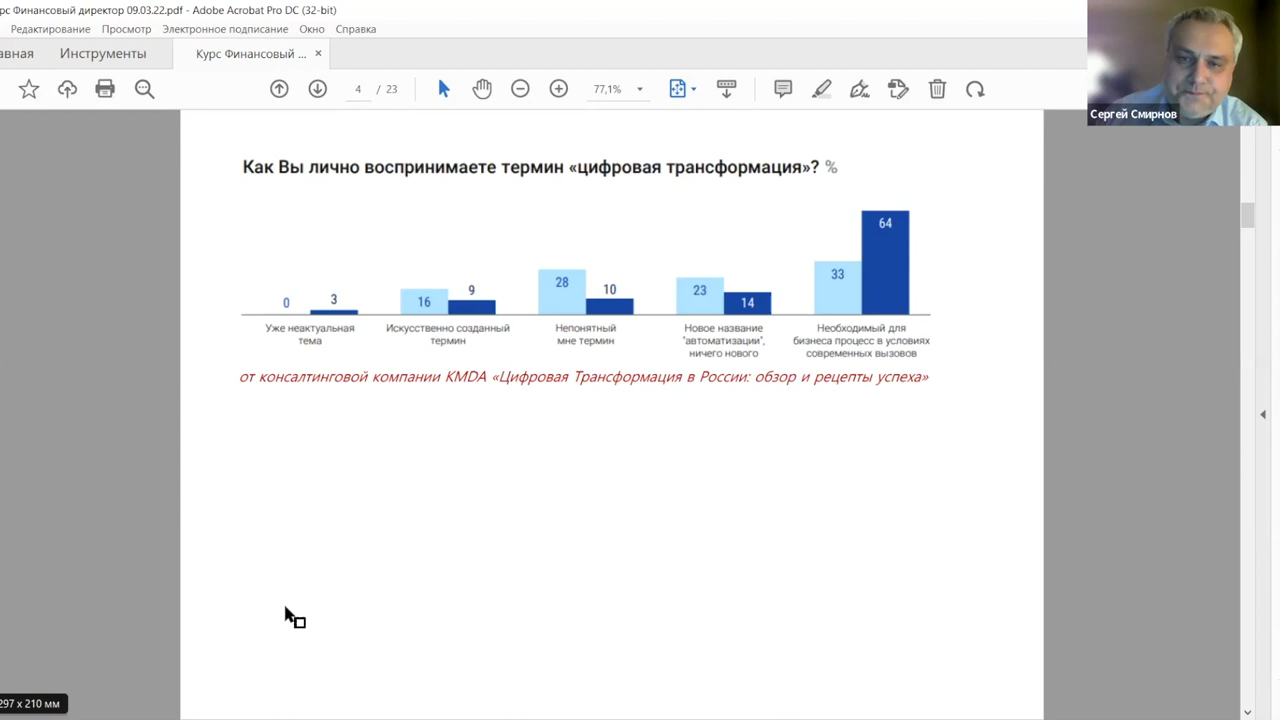 рс Финансовый директор 09.03.22.pdf - Adobe Acrobat Pro DC (32-bit)
Редактирование Просмотр Электронное подписание Окно Справка
авная Инструменты Курс Финансовый ... ×
4 / 23 77,1%
Сергей Смирнов
Как Вы лично воспринимаете термин «цифровая трансформация»? %
0 3 16 9 28 10 23 14 33 64
Уже неактуальная
тема
Искусственно созданный
термин
Непонятный
мне термин
Новое название
"автоматизации",
ничего нового
Необходимый для
бизнеса процесс в условиях
современных вызовов
от консалтинговой компании KMDA «Цифровая Трансформация в России: обзор и рецепты успеха»
297 x 210 мм